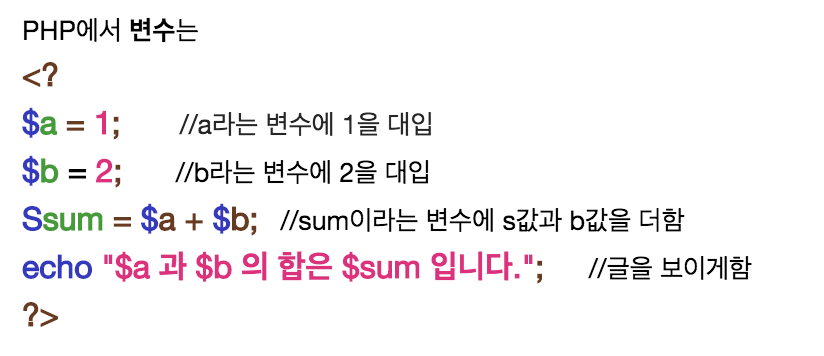 PHP에서 변수는
<?
$a = 1; //a라는 변수에 1을 대입
$b = 2; //b라는 변수에 2을 대입
Ssum = $a + $b; //sum이라는 변수에 s값과 b값을 더함
echo "$a 과 $b 의 합은 $sum 입니다."; //글을 보이게함
?>